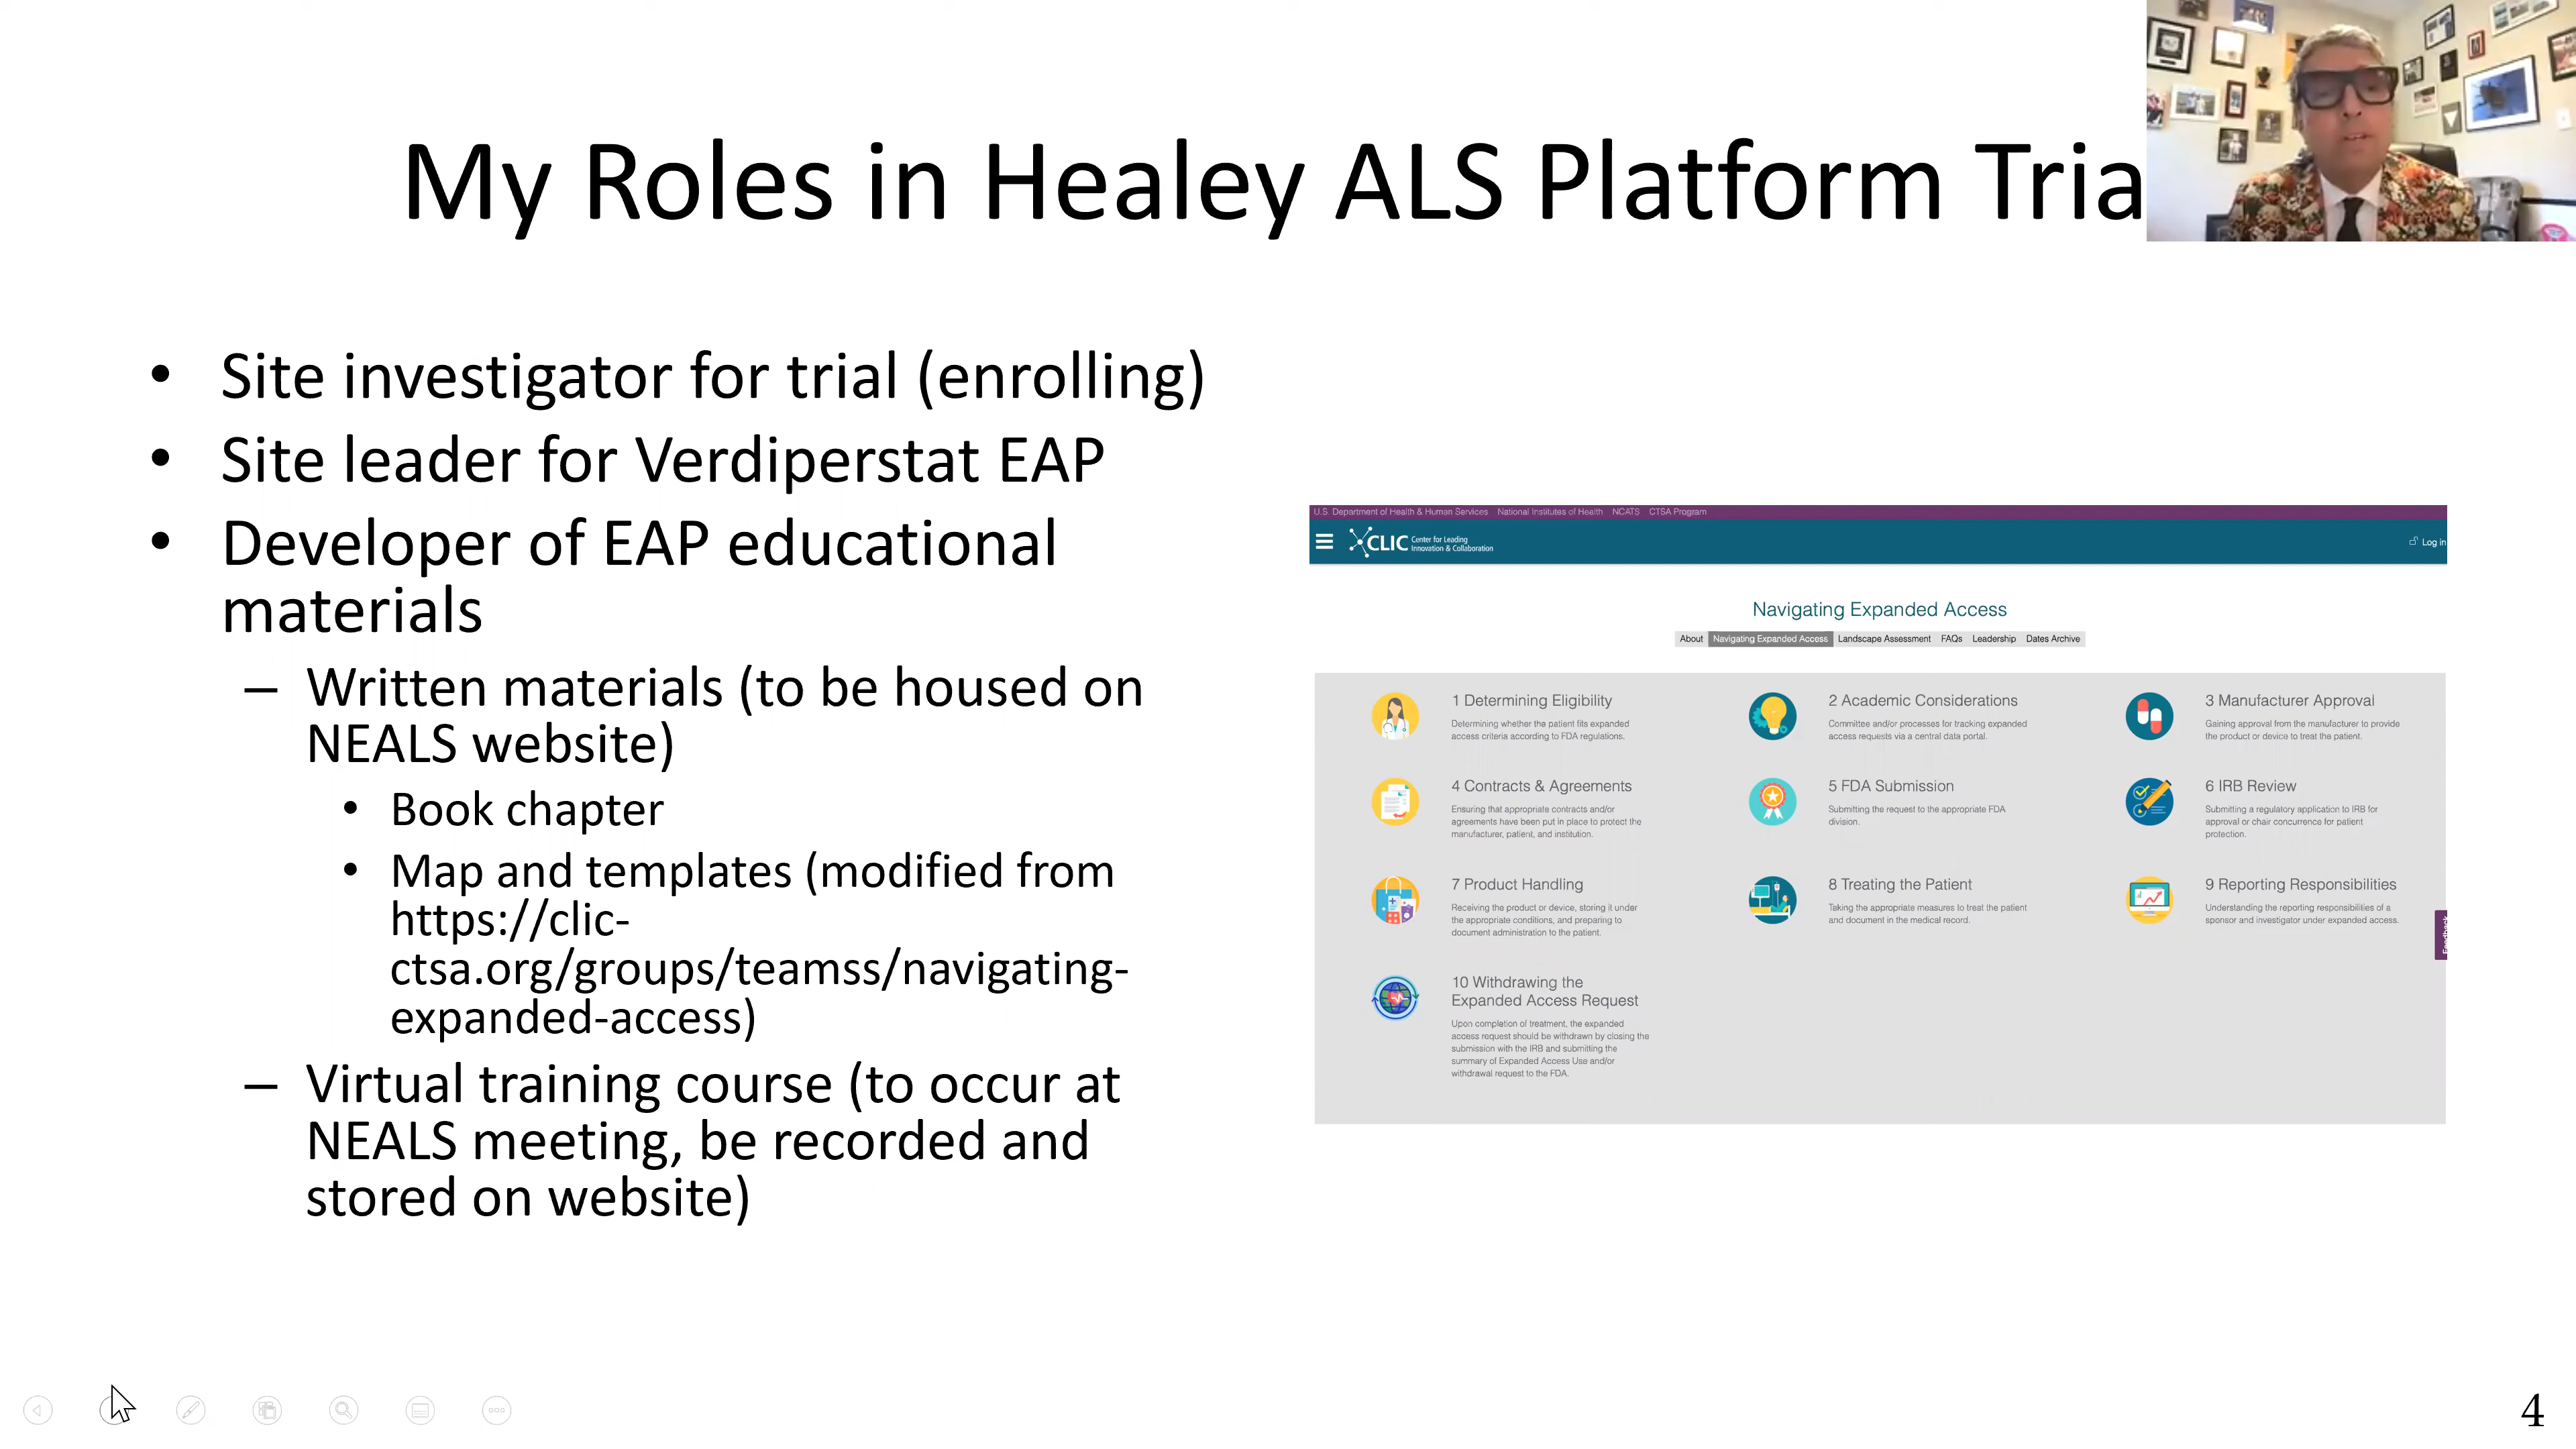 My Roles in Healey ALS Platform Tria
• Site investigator for trial (enrolling)
• Site leader for Verdiperstat EAP
• Developer of EAP educational
materials
– Written materials (to be housed on
NEALS website)
• Book chapter
• Map and templates (modified from
https://clic-
ctsa.org/groups/teamss/navigating-
expanded-access)
– Virtual training course (to occur at
NEALS meeting, be recorded and
stored on website)
U.S. Department of Health & Human Services National Institutes of Health NCATS CTSA Program
CLIC Center for Leading
Innovation & Collaboration
Log in
Navigating Expanded Access
About Navigating Expanded Access Landscape Assessment FAQs Leadership Dates Archive
1 Determining Eligibility
Determining whether the patient fits expanded
access criteria according to FDA regulations.
2 Academic Considerations
Committee and/or processes for tracking expanded
access requests via a central data portal.
3 Manufacturer Approval
Gaining approval from the manufacturer to provide
the product or device to treat the patient.
4 Contracts & Agreements
Ensuring that appropriate contracts and/or
agreements have been put in place to protect the
manufacturer, patient, and institution.
5 FDA Submission
Submitting the request to the appropriate FDA
division.
6 IRB Review
Submitting a regulatory application to IRB for
approval or chair concurrence for patient
protection.
7 Product Handling
Receiving the product or device, storing it under
the appropriate conditions, and preparing to
document administration to the patient.
8 Treating the Patient
Taking the appropriate measures to treat the patient
and document in the medical record.
9 Reporting Responsibilities
Understanding the reporting responsibilities of a
sponsor and investigator under expanded access.
Feedback
10 Withdrawing the
Expanded Access Request
Upon completion of treatment, the expanded
access request should be withdrawn by closing the
submission with the IRB and submitting the
summary of Expanded Access Use and/or
withdrawal request to the FDA.
4